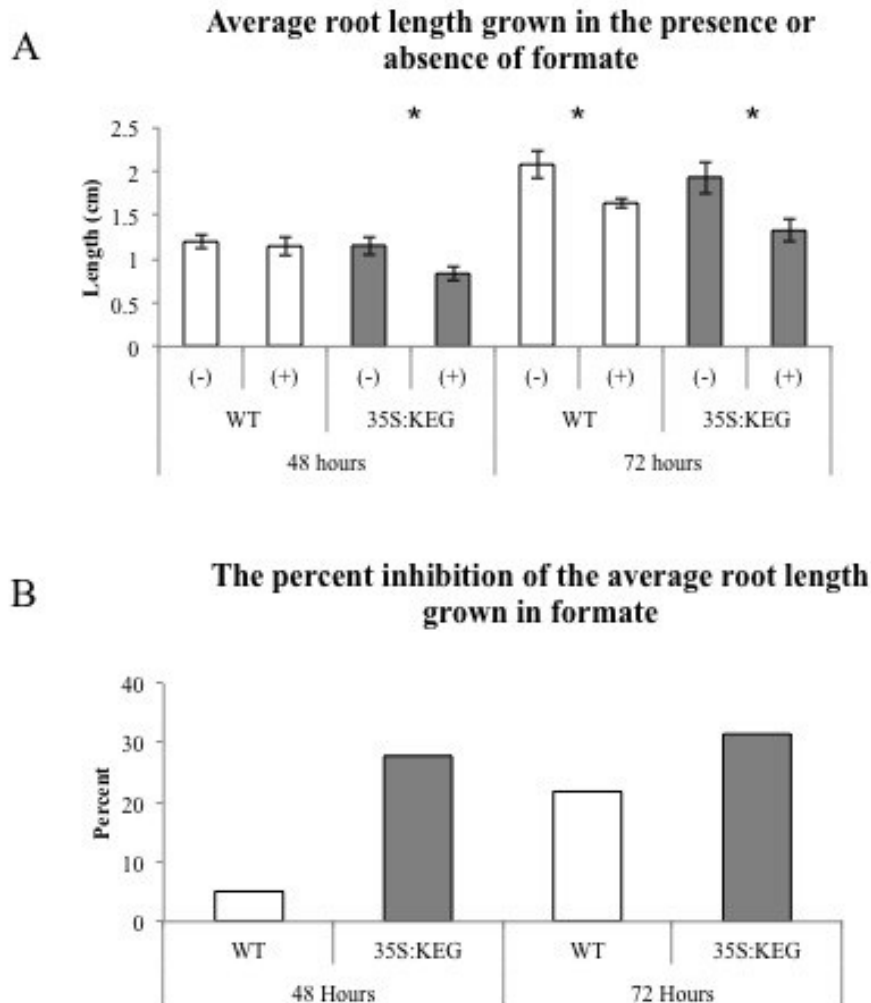 A
Average root length grown in the presence or
absence of formate
* * *
2.5
2
1.5
1
0.5
0
Length (cm)
(-) (+) (-) (+) (-) (+) (-) (+)
WT 35S:KEG WT 35S:KEG
48 hours 72 hours
B
The percent inhibition of the average root length
grown in formate
40
30
20
10
0
Percent
WT 35S:KEG WT 35S:KEG
48 Hours 72 Hours